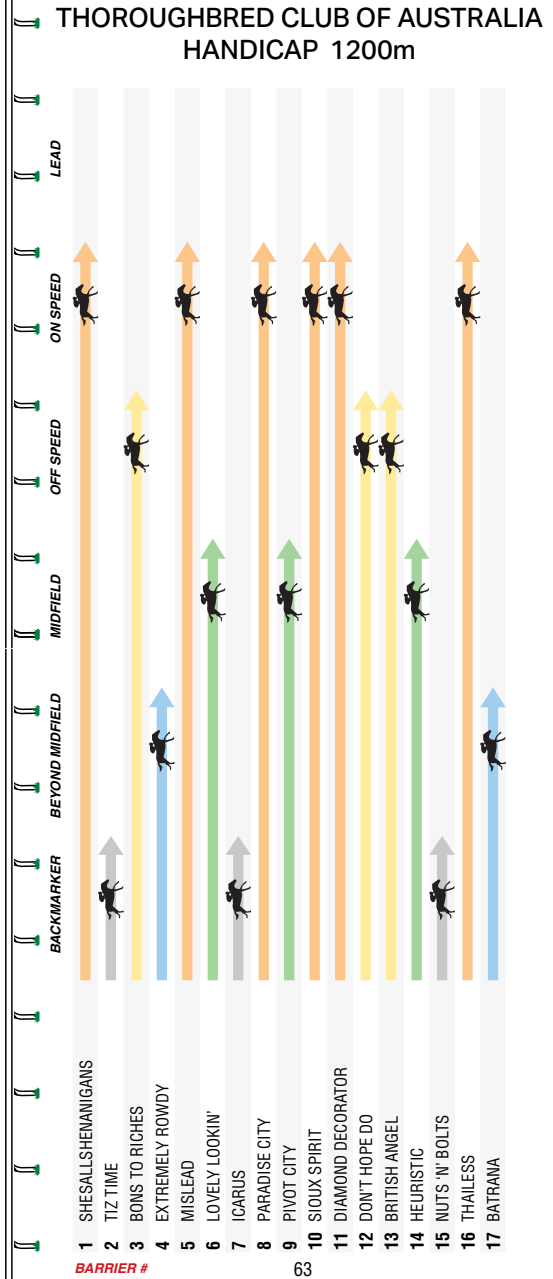 THOROUGHBRED CLUB OF AUSTRALIA
HANDICAP 1200m
LEAD
ON SPEED
OFF SPEED
MIDFIELD
BEYOND MIDFIELD
BACKMARKER
1 SHESALLSHENANIGANS
2 TIZ TIME
3 BONS TO RICHES
4 EXTREMELY ROWDY
5 MISLEAD
6 LOVELY LOOKIN'
7 ICARUS
8 PARADISE CITY
9 PIVOT CITY
10 SIOUX SPIRIT
11 DIAMOND DECORATOR
12 DON'T HOPE DO
13 BRITISH ANGEL
14 HEURISTIC
15 NUTS 'N' BOLTS
16 THAILESS
17 BATRANA
BARRIER #
63